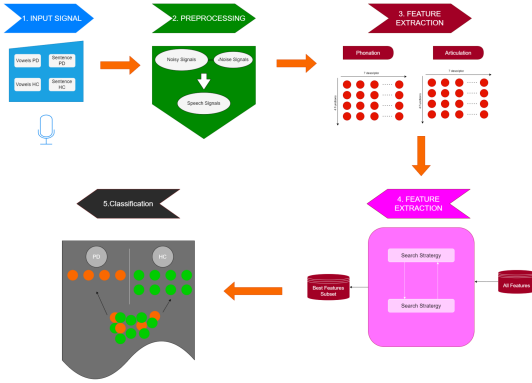 1. INPUT SIGNAL
Vowels PD
Sentence
PD
Vowels HC
Sentence
HC
2. PREPROCESSING
Noisy Signals
/Noise Signals
Speech Signals
3. FEATURE
EXTRACTION
Phonation
Articulation
4. FEATURE
EXTRACTION
Search Stratergy
Search Stratergy
All Features
Best Features
Subset
5.Classification
PD
HC